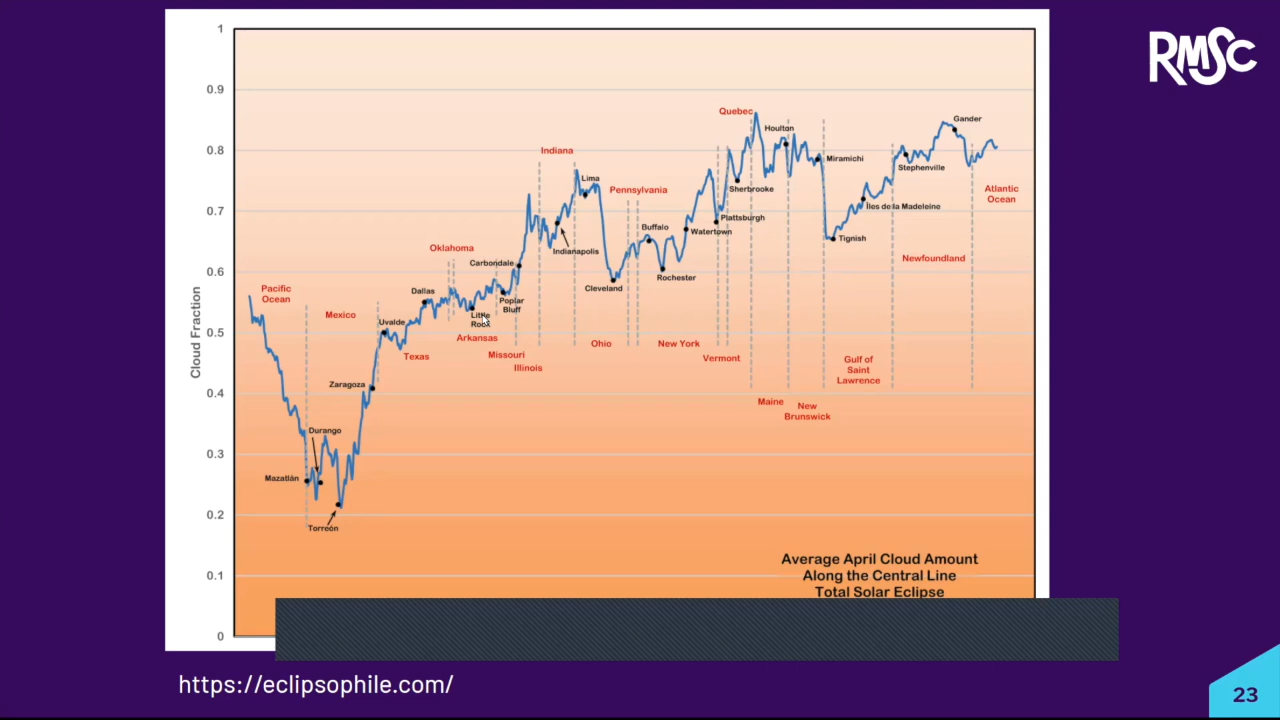 RMSC
1
0.9
0.8
0.7
0.6
0.5
0.4
0.3
0.2
0.1
0
Cloud Fraction
Pacific
Ocean
Mexico
Mazatlán
Durango
Torreón
Zaragoza
Uvalde
Texas
Dallas
Oklahoma
Little
Rock
Arkansas
Carbondale
Poplar
Bluff
Missouri
Illinois
Indiana
Indianapolis
Lima
Ohio
Cleveland
Pennsylvania
Buffalo
Rochester
New York
Watertown
Plattsburgh
Vermont
Quebec
Sherbrooke
Maine
Houlton
New
Brunswick
Miramichi
Tignish
Gulf of
Saint
Lawrence
Îles de la Madeleine
Stephenville
Newfoundland
Gander
Atlantic
Ocean
Average April Cloud Amount
Along the Central Line
Total Solar Eclipse
https://eclipsophile.com/
23